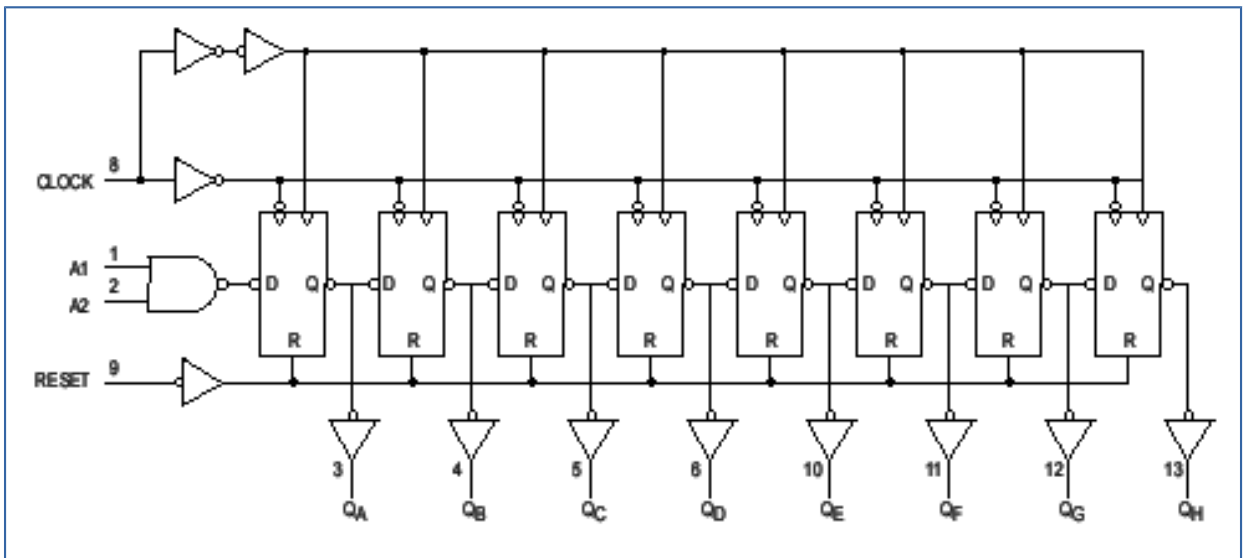 CLOCK 8
A1 1
A2 2
D Q D Q D Q D Q D Q D Q D Q D Q
R R R R R R R R
RESET 9
3 4 5 6 10 11 12 13
QA QB QC QD QE QF QG QH